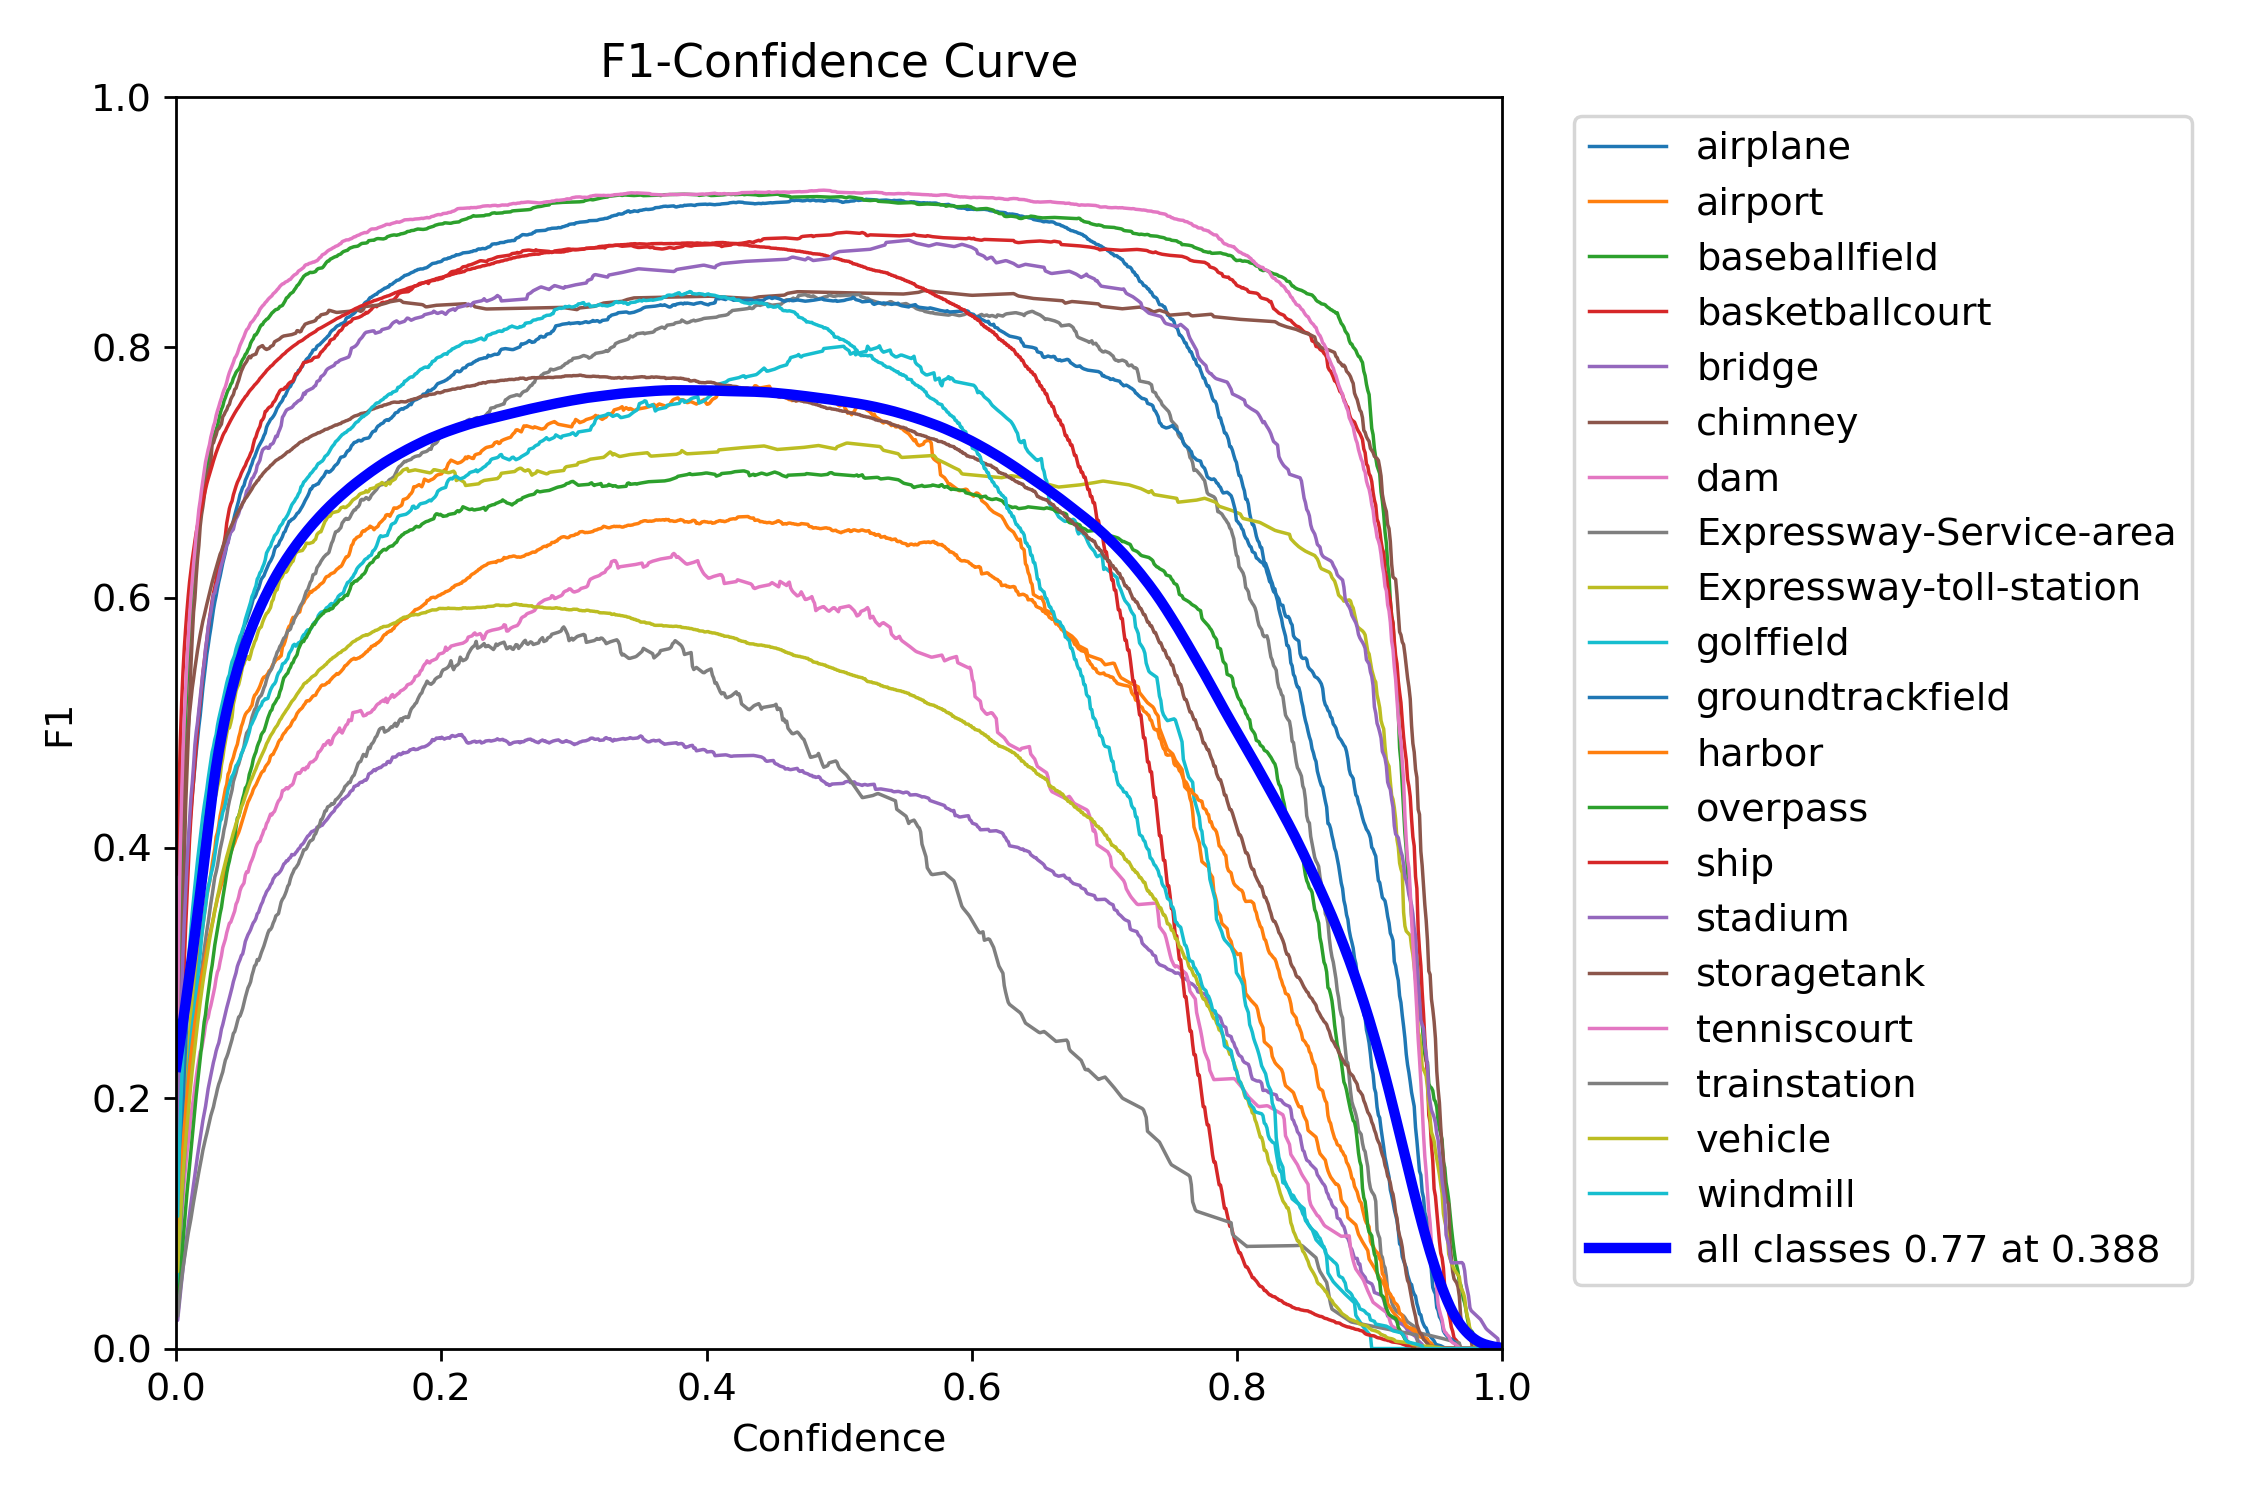 F1-Confidence Curve
1.0
0.8
0.6
0.4
0.2
0.0
F1
0.0 0.2 0.4 0.6 0.8 1.0
Confidence
airplane
airport
baseballfield
basketballcourt
bridge
chimney
dam
Expressway-Service-area
Expressway-toll-station
golffield
groundtrackfield
harbor
overpass
ship
stadium
storagetank
tenniscourt
trainstation
vehicle
windmill
all classes 0.77 at 0.388